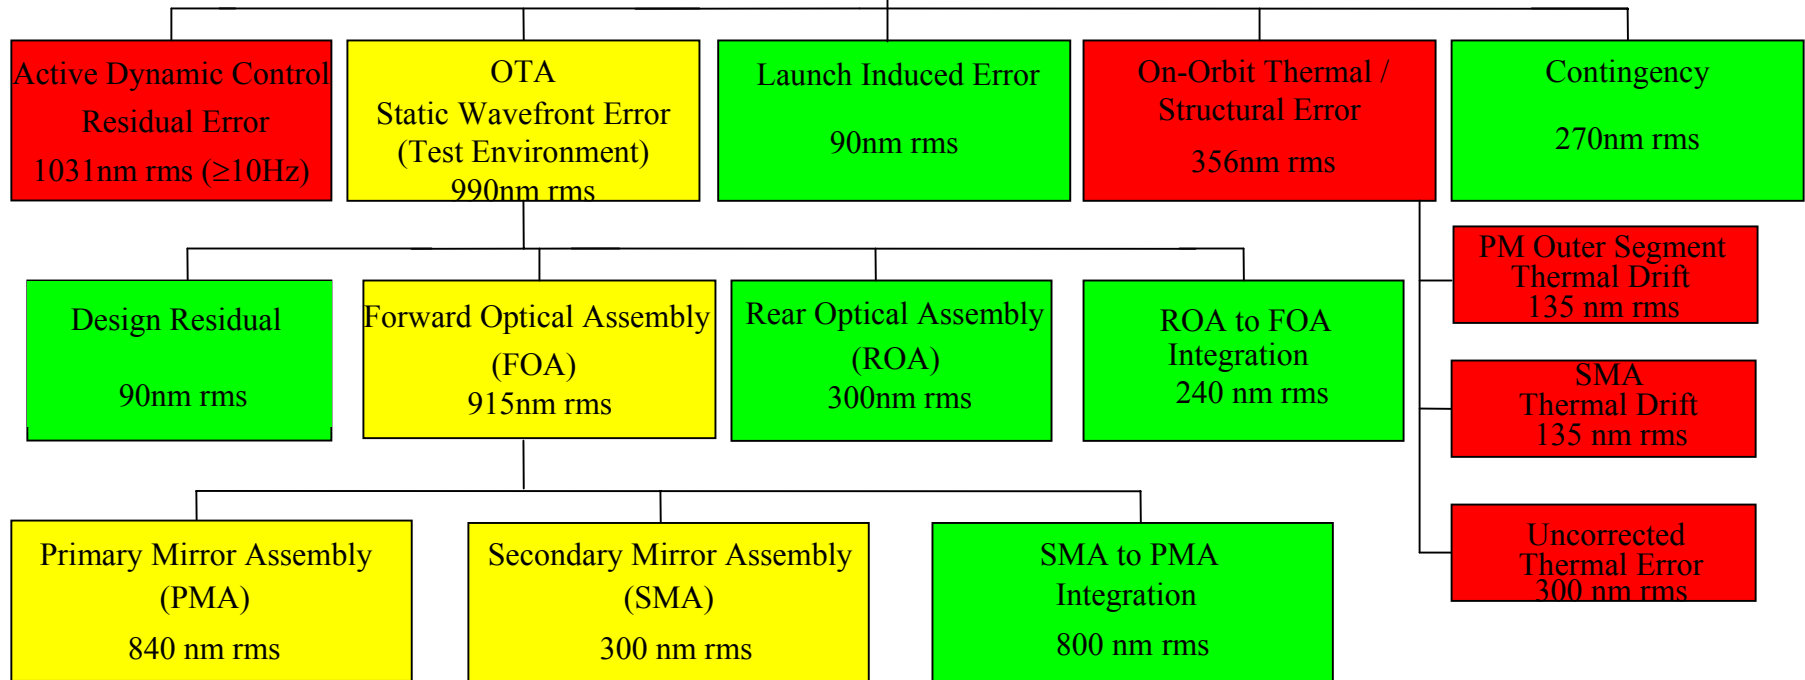 Active Dynamic Control
Residual Error
1031nm rms (≥10Hz)
OTA
Static Wavefront Error
(Test Environment)
990nm rms
Launch Induced Error
90nm rms
On-Orbit Thermal /
Structural Error
356nm rms
Contingency
270nm rms
Design Residual
90nm rms
Forward Optical Assembly
(FOA)
915nm rms
Rear Optical Assembly
(ROA)
300nm rms
ROA to FOA
Integration
240 nm rms
PM Outer Segment
Thermal Drift
135 nm rms
SMA
Thermal Drift
135 nm rms
Uncorrected
Thermal Error
300 nm rms
Primary Mirror Assembly
(PMA)
840 nm rms
Secondary Mirror Assembly
(SMA)
300 nm rms
SMA to PMA
Integration
800 nm rms